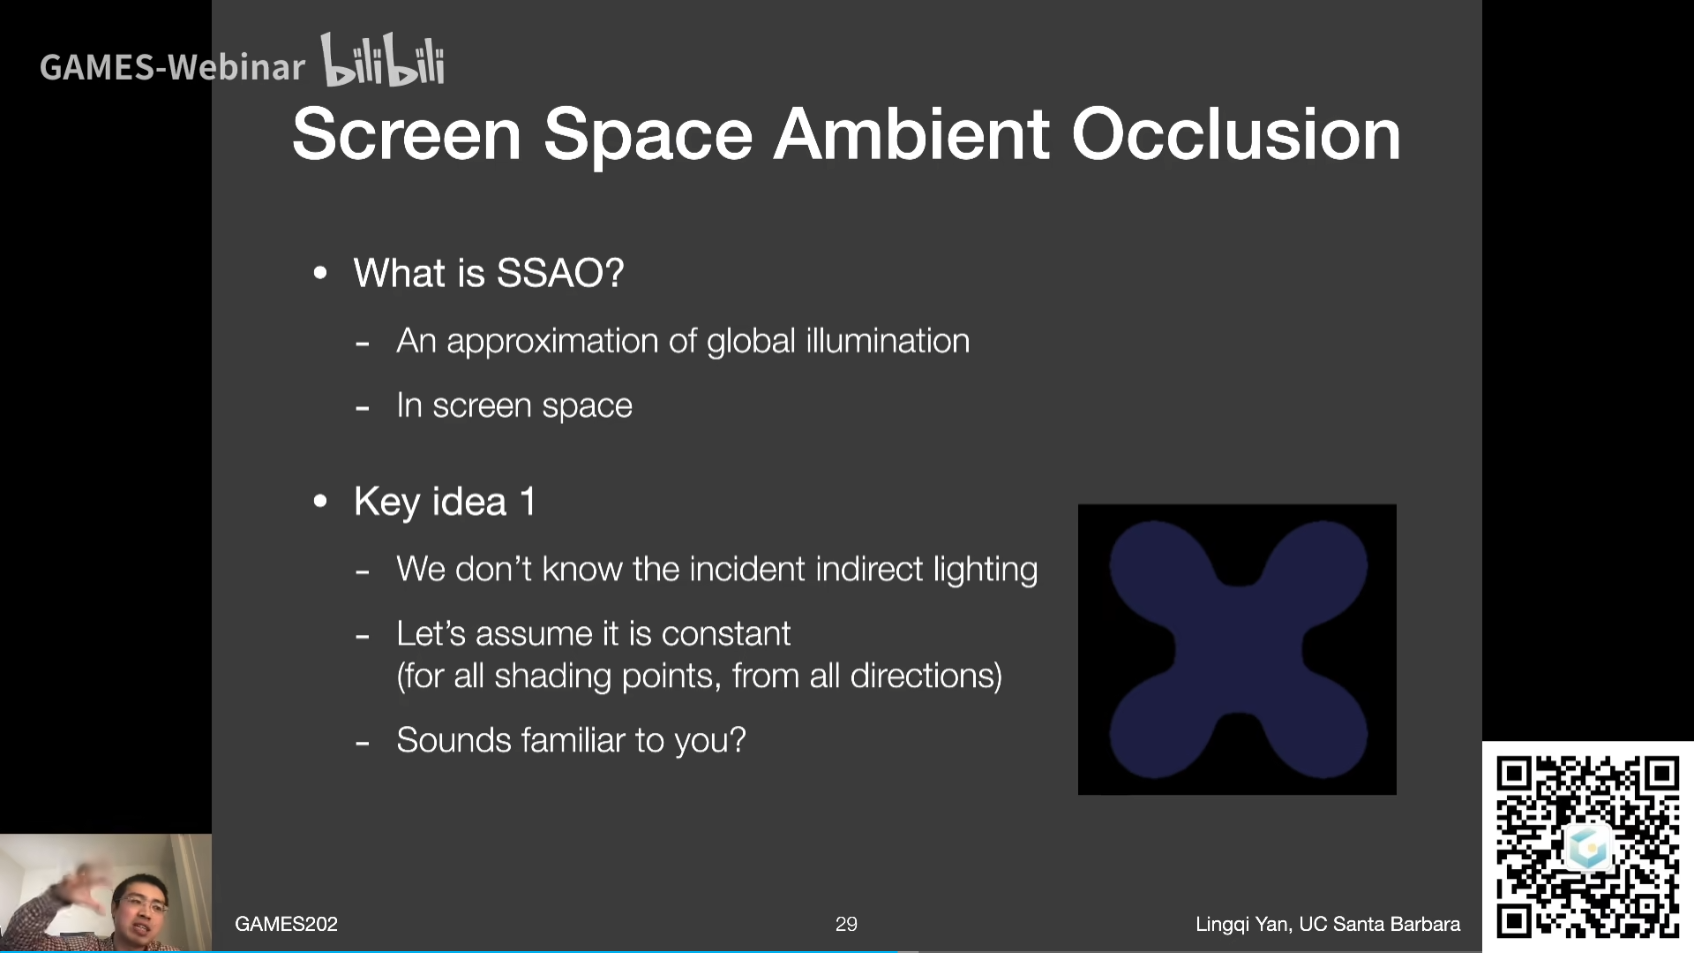 GAMES-Webinar bilibili
Screen Space Ambient Occlusion
• What is SSAO?
- An approximation of global illumination
- In screen space
• Key idea 1
- We don't know the incident indirect lighting
- Let's assume it is constant
(for all shading points, from all directions)
- Sounds familiar to you?
GAMES202
29
Lingqi Yan, UC Santa Barbara